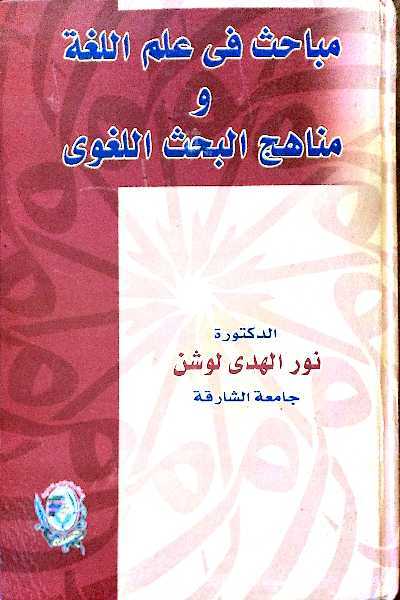 مباحث فى علم اللغة
و
مناهج البحث اللغوى
الدكتورة
نور الهدى لوشن
جامعة الشارقة